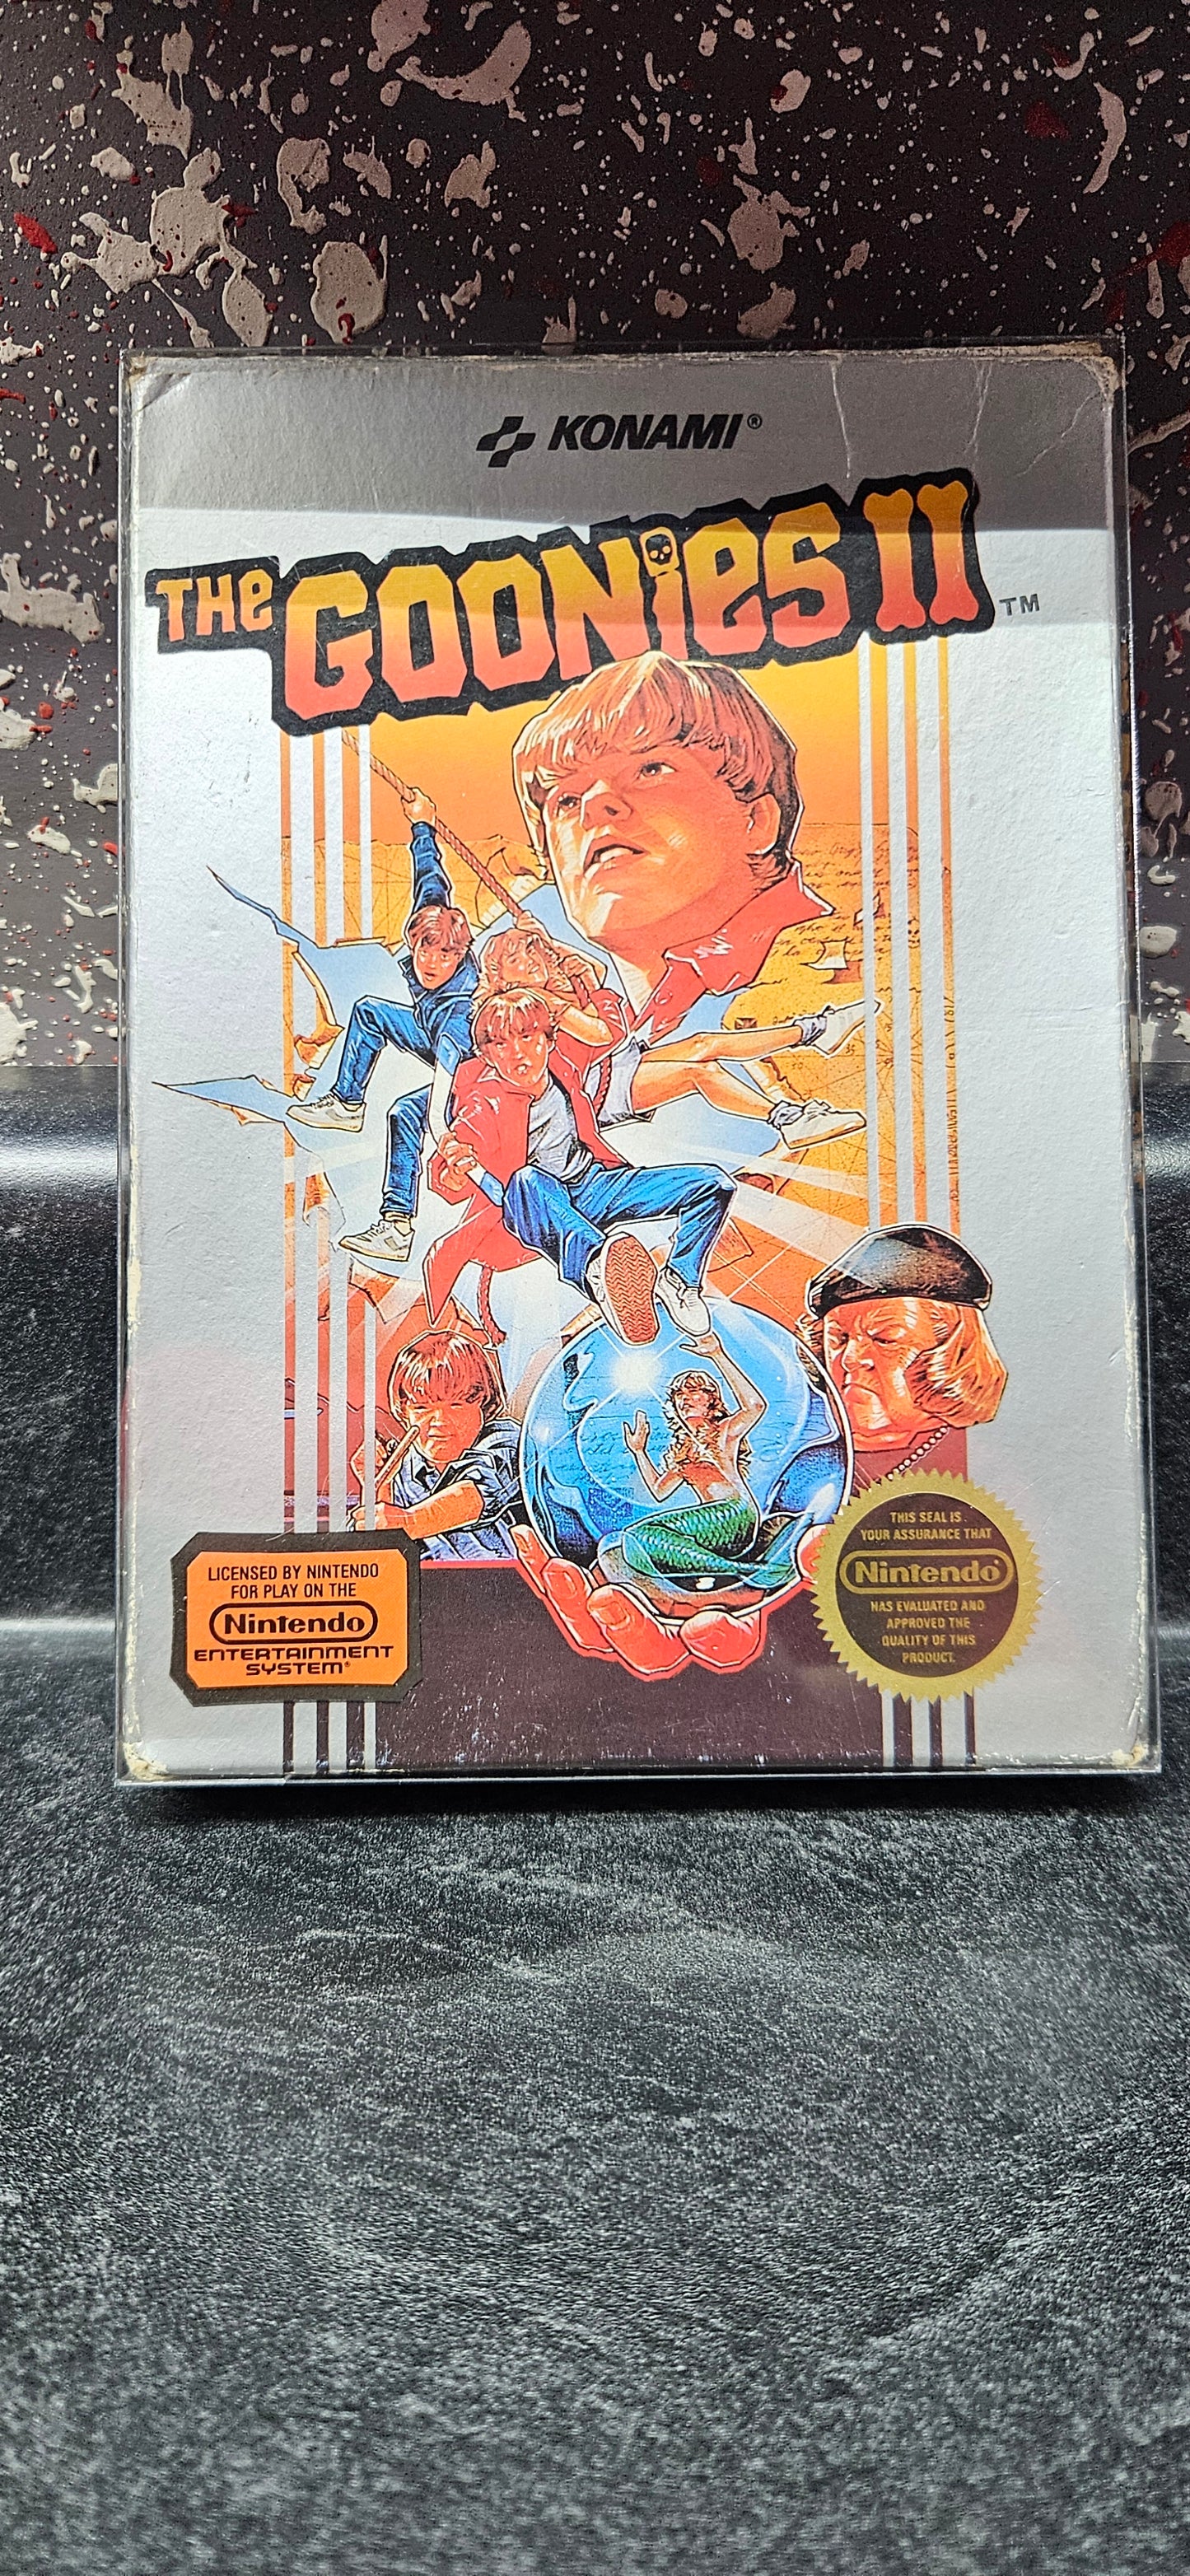 KONAMI®
THE GOONIES II ™
LICENSED BY NINTENDO
FOR PLAY ON THE
Nintendo
ENTERTAINMENT
SYSTEM®
THIS SEAL IS
YOUR ASSURANCE THAT
Nintendo®
HAS EVALUATED AND
APPROVED THE
QUALITY OF THIS
PRODUCT.